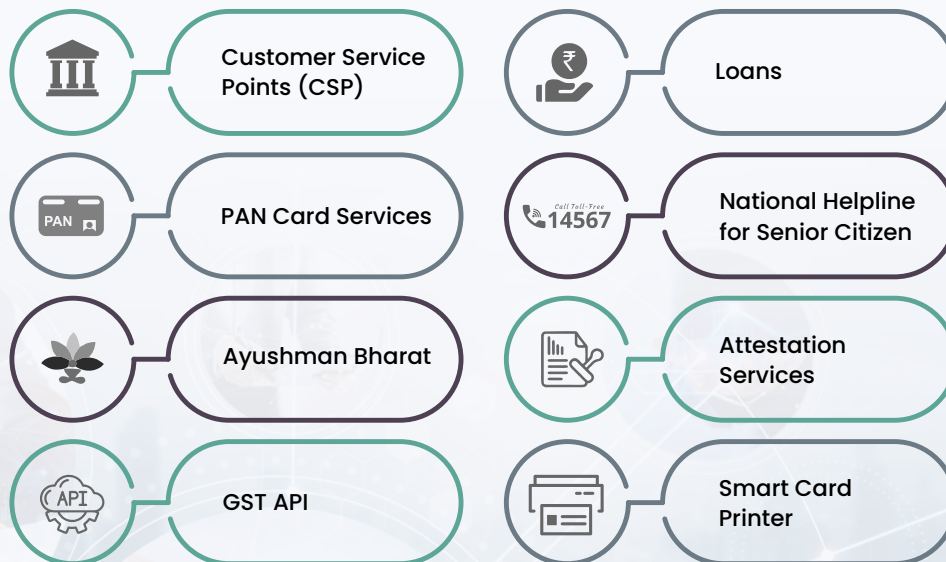 Customer Service
Points (CSP)
Loans
PAN
PAN Card Services
Call Toll-Free
14567
National Helpline
for Senior Citizen
Ayushman Bharat
Attestation
Services
API
GST API
Smart Card
Printer